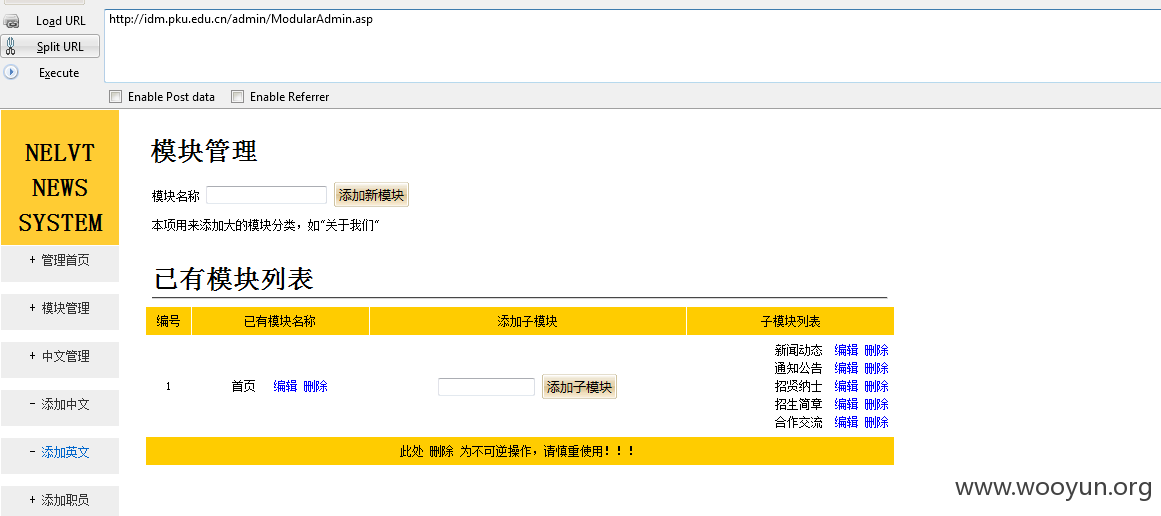 Load URL
http://idm.pku.edu.cn/admin/ModularAdmin.asp
Split URL
Execute
Enable Post data Enable Referrer
NELVT
NEWS
SYSTEM
+ 管理首页
+ 模块管理
+ 中文管理
- 添加中文
- 添加英文
+ 添加职员
模块管理
模块名称 添加新模块
本项用来添加大的模块分类，如“关于我们”
已有模块列表
编号 已有模块名称 添加子模块 子模块列表
1 首页 编辑 删除 添加子模块
新闻动态 编辑 删除
通知公告 编辑 删除
招贤纳士 编辑 删除
招生简章 编辑 删除
合作交流 编辑 删除
此处 删除 为不可逆操作，请慎重使用！！！
www.wooyun.org